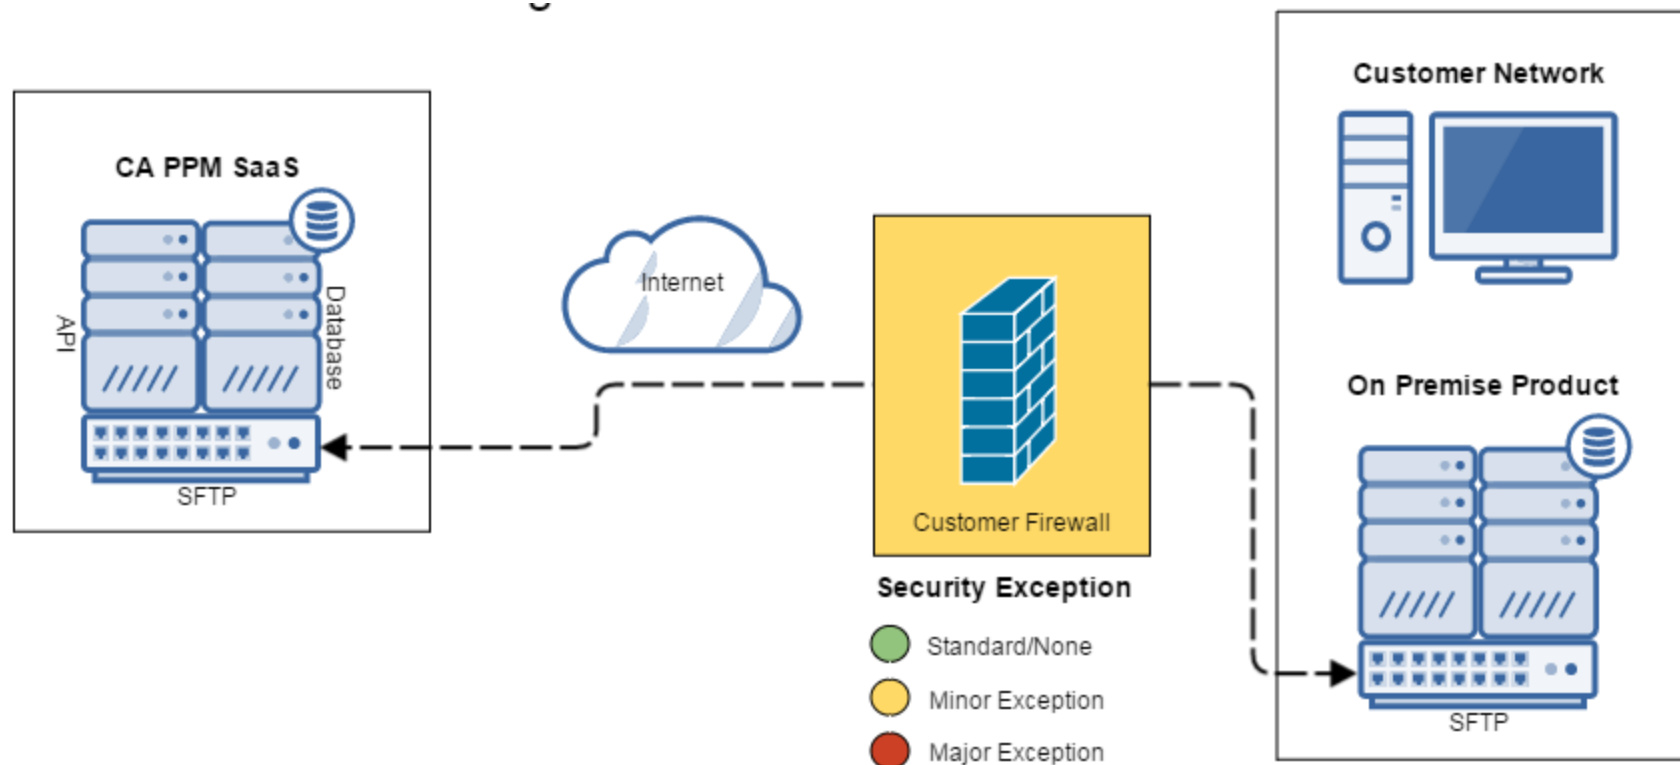 CA PPM SaaS
API
Database
SFTP
Internet
Customer Firewall
Security Exception
Standard/None
Minor Exception
Major Exception
Customer Network
On Premise Product
SFTP